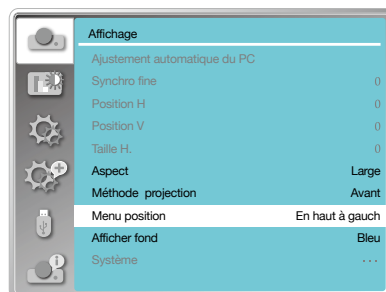 Affichage
Ajustement automatique du PC
Synchro fine 0
Position H 0
Position V 0
Taille H. 0
Aspect Large
Méthode projection Avant
Menu position En haut à gauch
Afficher fond Bleu
Système ...